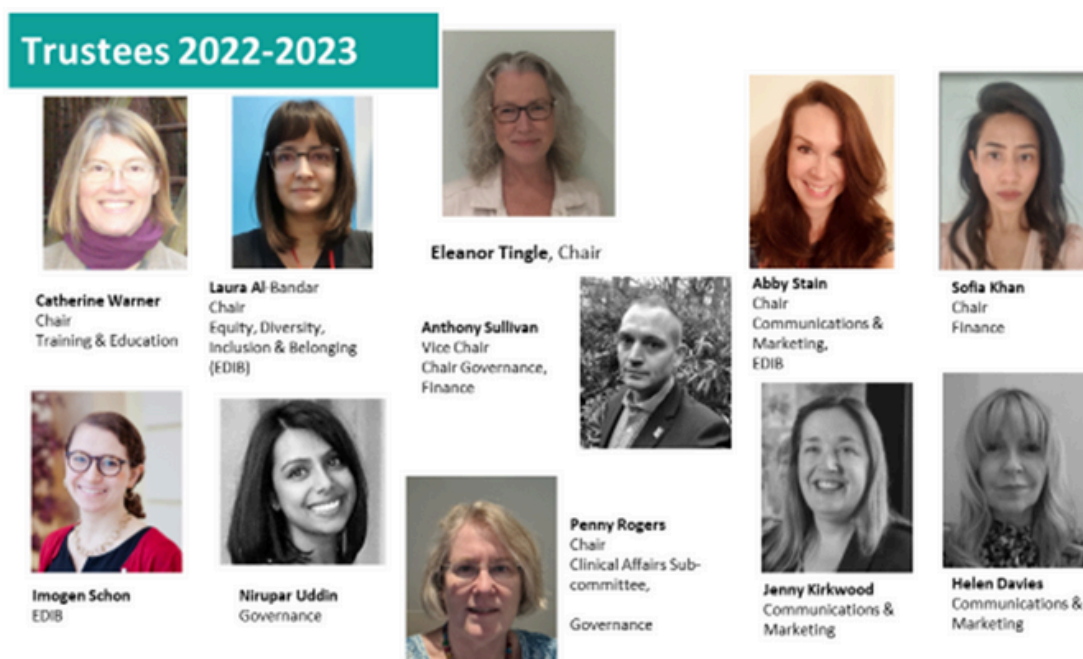 Trustees 2022-2023
Eleanor Tingle, Chair
Catherine Warner
Chair
Training & Education
Laura Al-Bandar
Chair
Equity, Diversity,
Inclusion & Belonging
(EDIB)
Anthony Sullivan
Vice Chair
Chair Governance,
Finance
Abby Stain
Chair
Communications &
Marketing,
EDIB
Sofia Khan
Chair
Finance
Imogen Schon
EDIB
Nirupar Uddin
Governance
Penny Rogers
Chair
Clinical Affairs Sub-
committee,
Governance
Jenny Kirkwood
Communications &
Marketing
Helen Davies
Communications &
Marketing